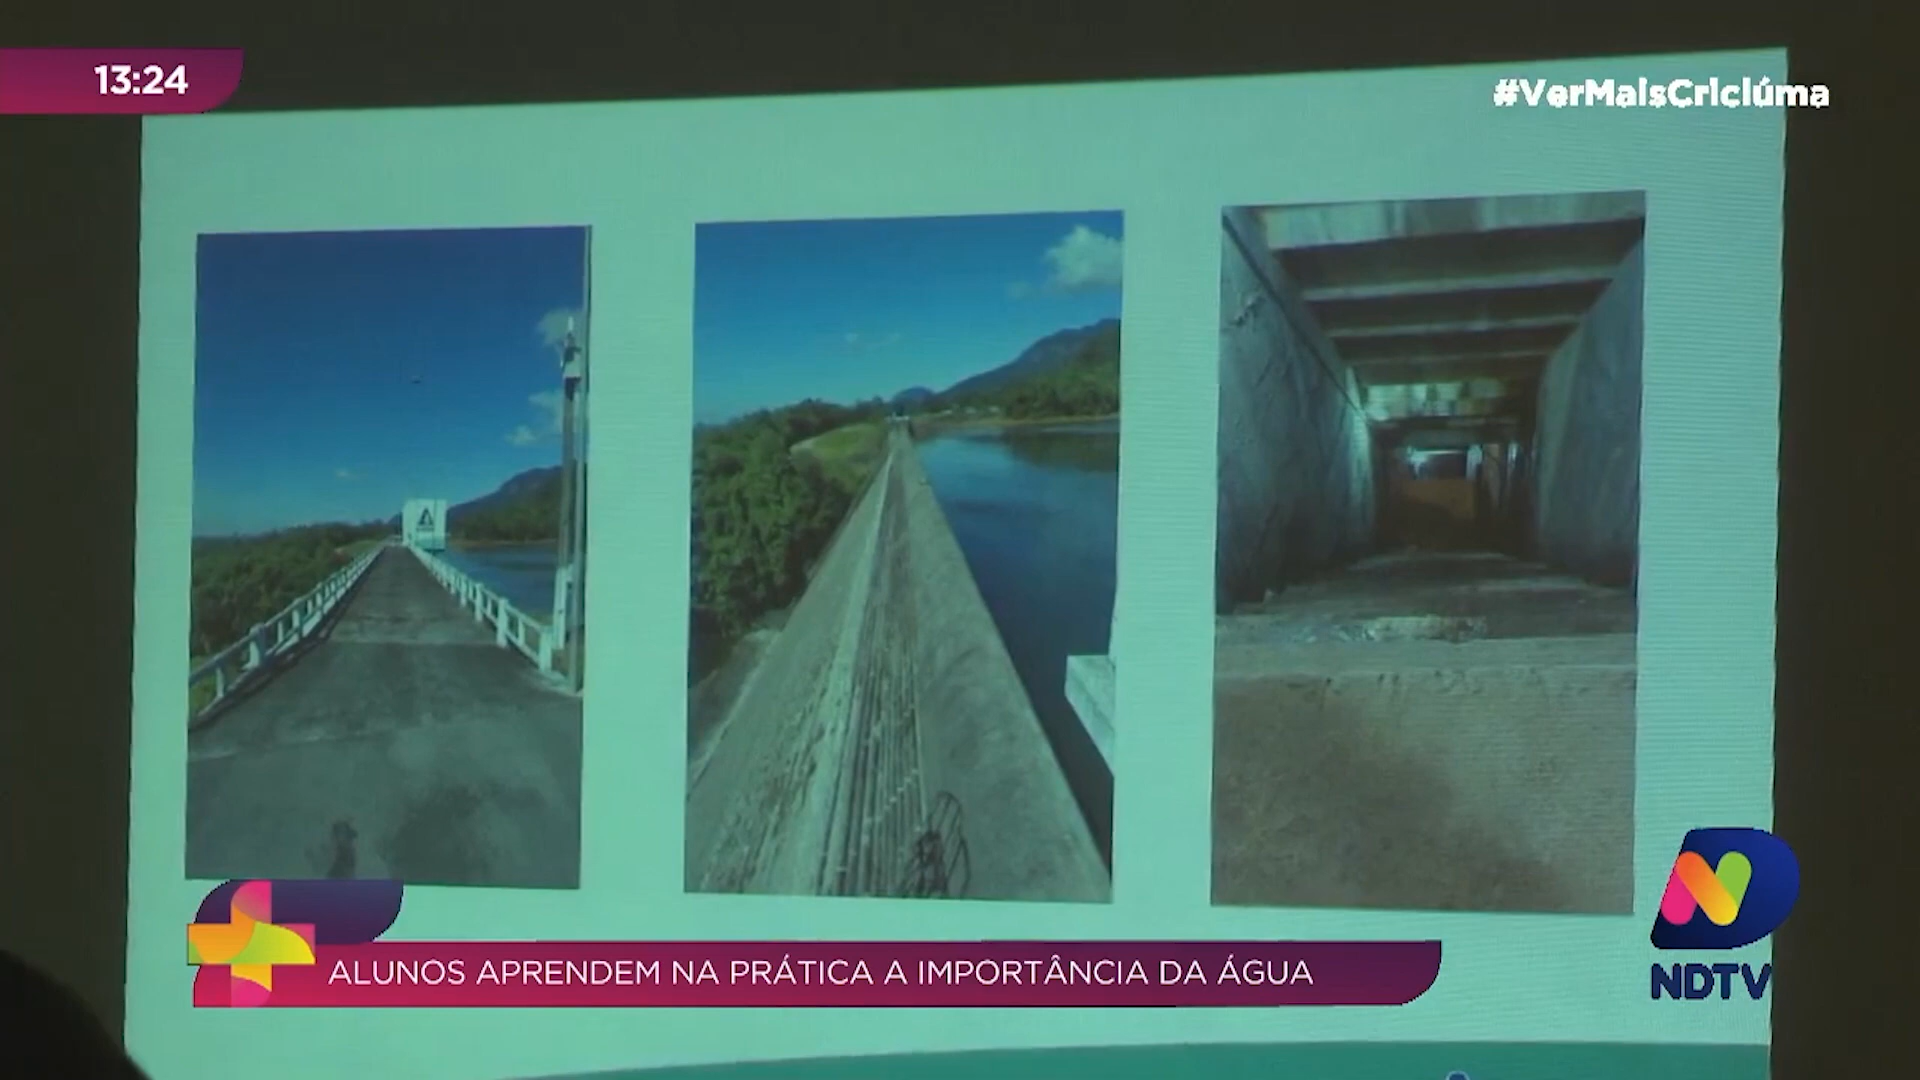 13:24
#VerMaisCriciúma
ALUNOS APRENDEM NA PRÁTICA A IMPORTÂNCIA DA ÁGUA
NDTV